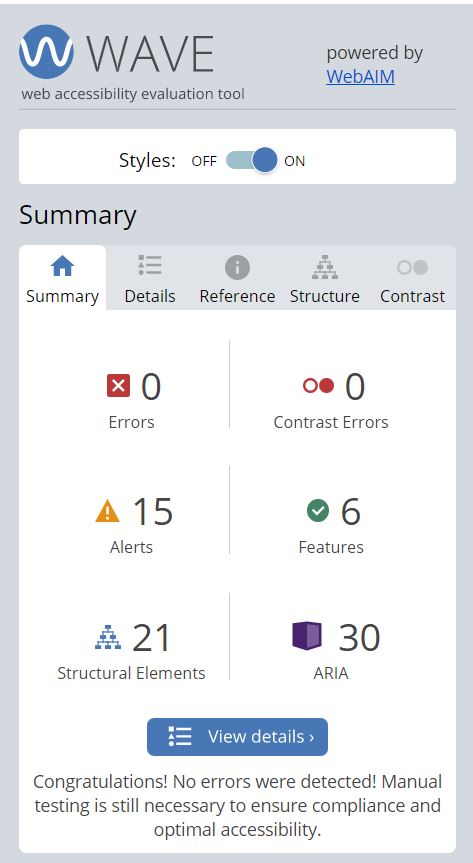 WAVE
web accessibility evaluation tool
powered by
WebAIM
Styles: OFF ON
Summary
Summary Details Reference Structure Contrast
0
Errors
0
Contrast Errors
15
Alerts
6
Features
21
Structural Elements
30
ARIA
View details ›
Congratulations! No errors were detected! Manual
testing is still necessary to ensure compliance and
optimal accessibility.